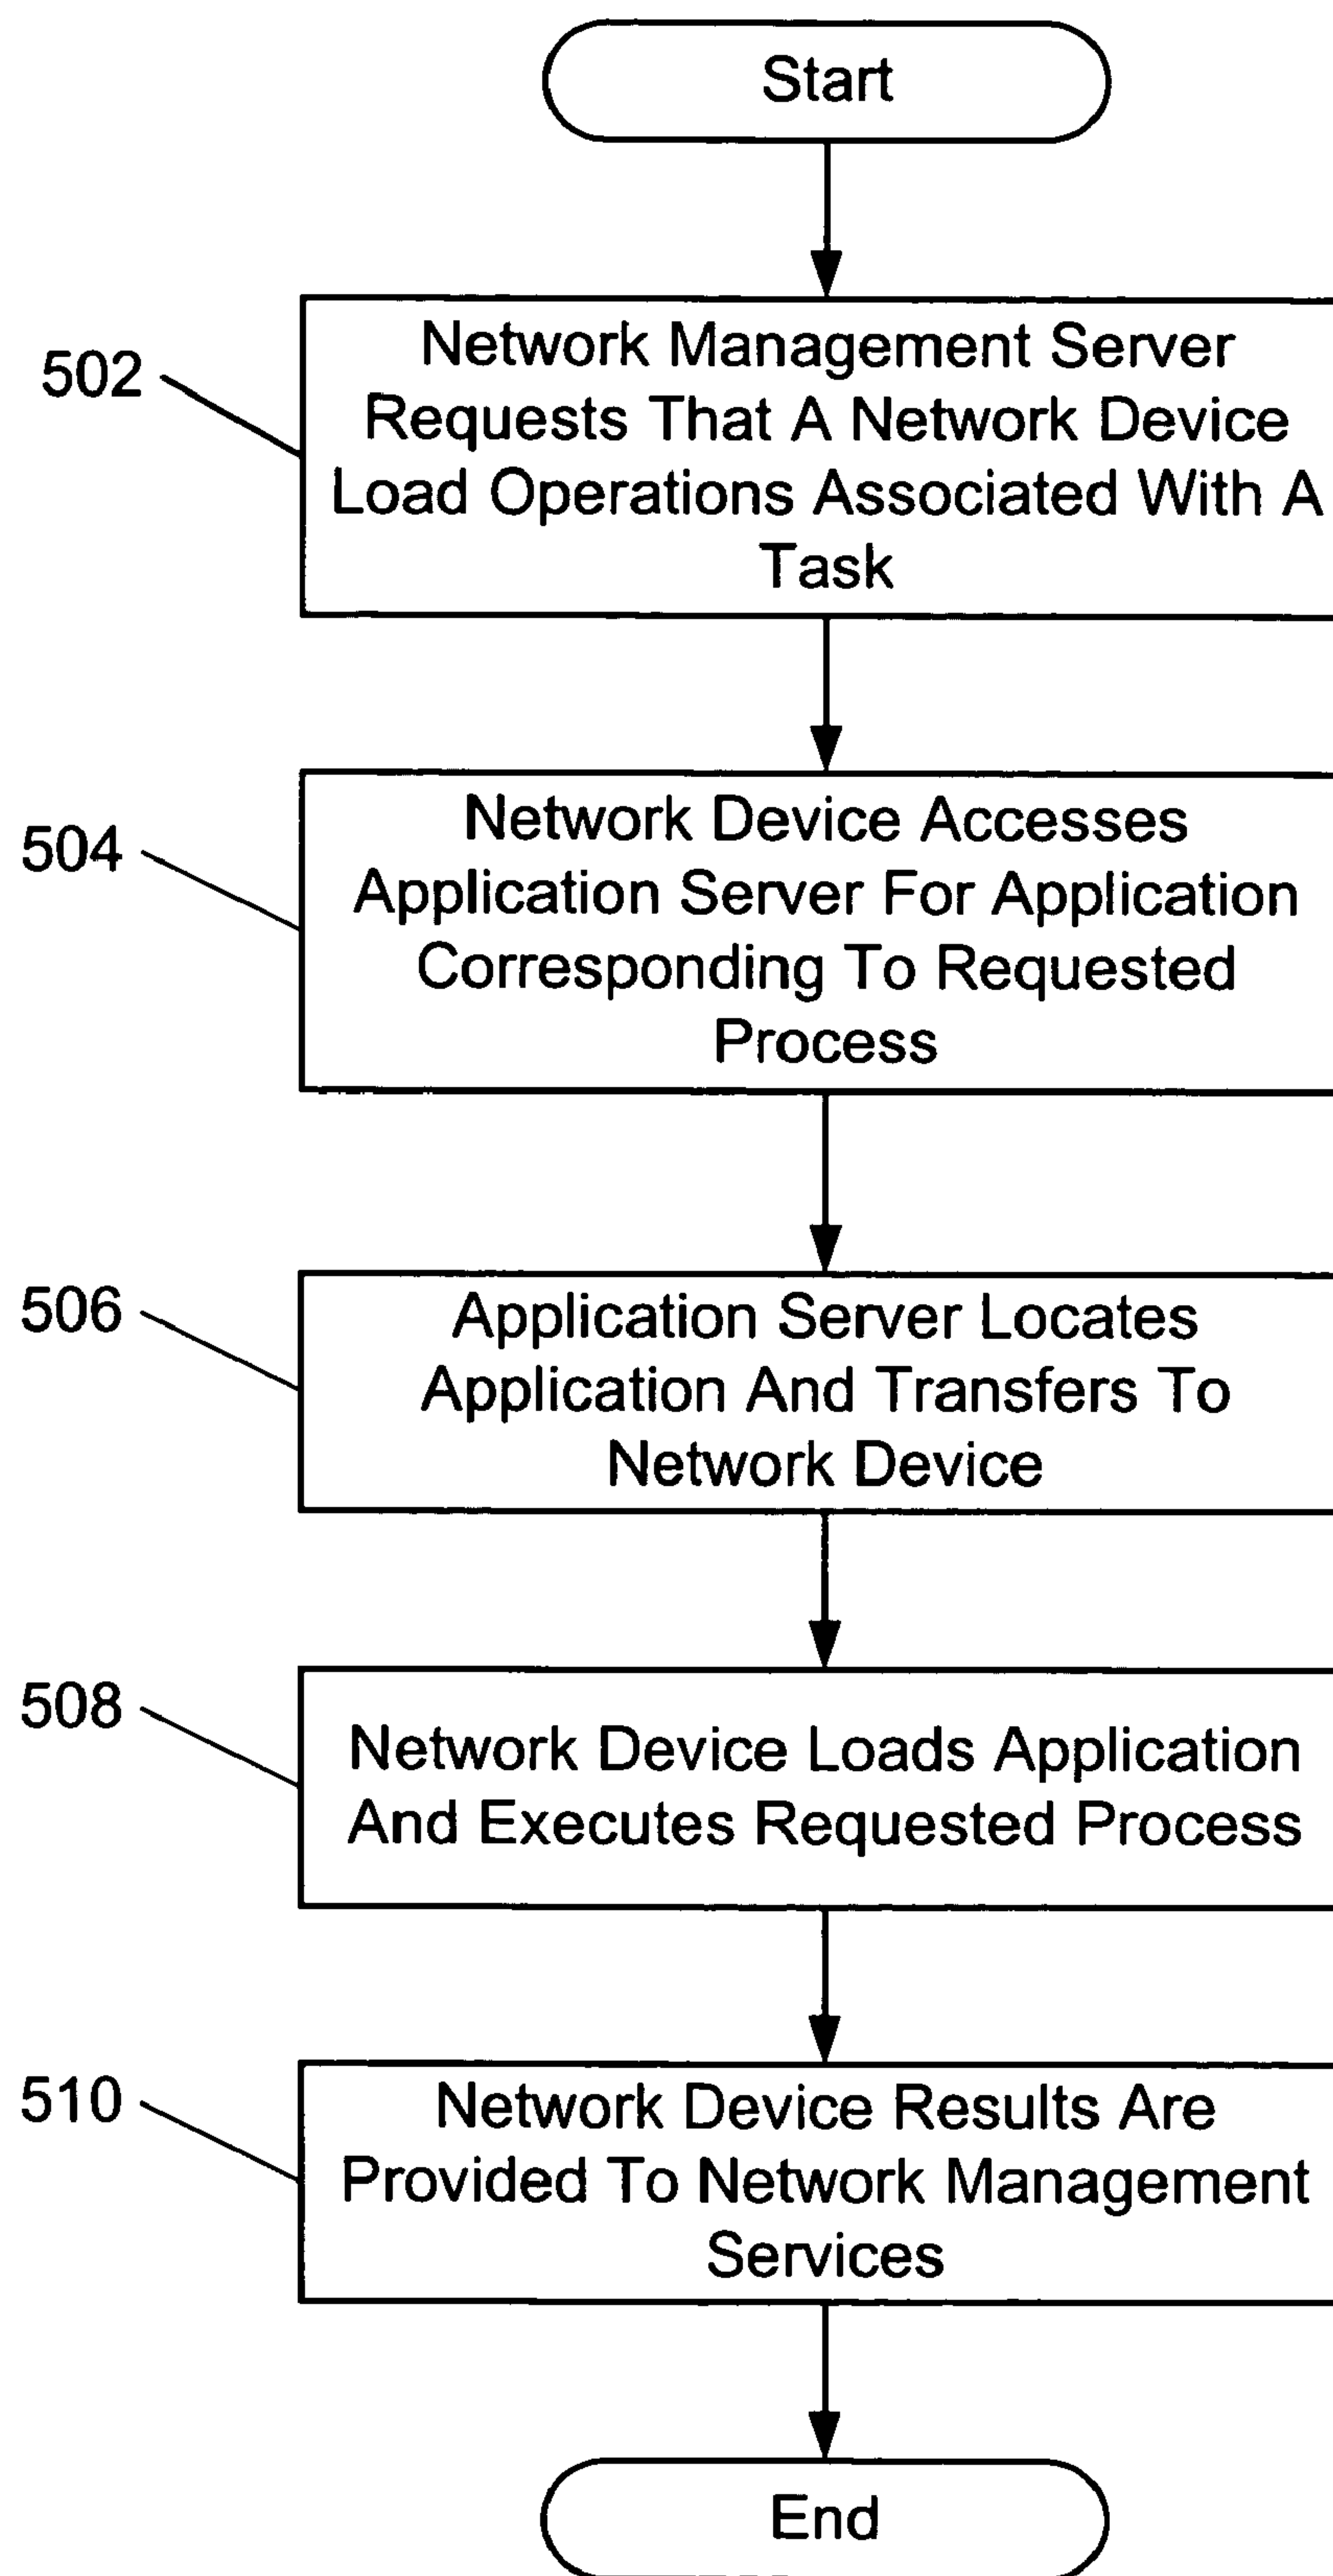 Start
502
Network Management Server
Requests That A Network Device
Load Operations Associated With A
Task
504
Network Device Accesses
Application Server For Application
Corresponding To Requested
Process
506
Application Server Locates
Application And Transfers To
Network Device
508
Network Device Loads Application
And Executes Requested Process
510
Network Device Results Are
Provided To Network Management
Services
End